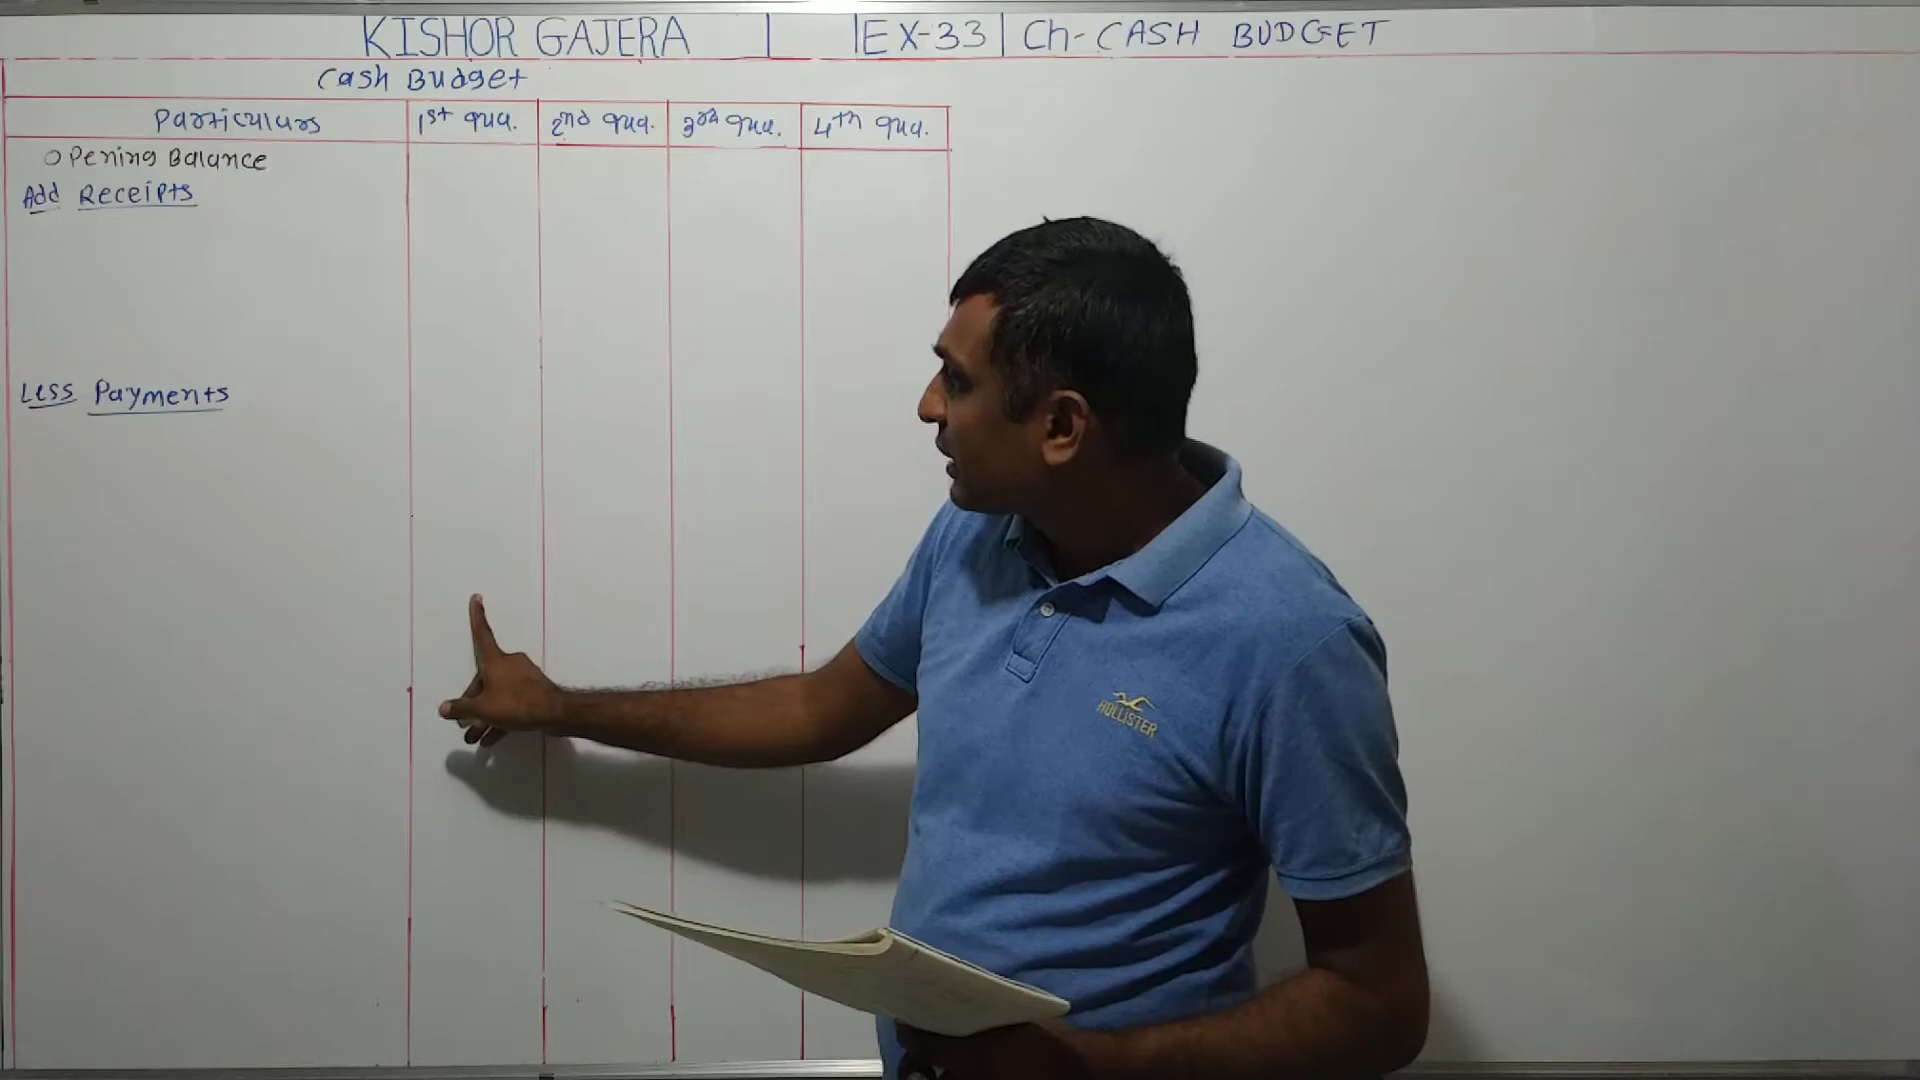 KISHOR GAJERA | EX-33 | Ch- CASH BUDGET
Cash Budget
Particulars 1st qua. 2nd qua. 3rd qua. 4th qua.
Opening Balance
Add Receipts
Less Payments
HOLLISTER